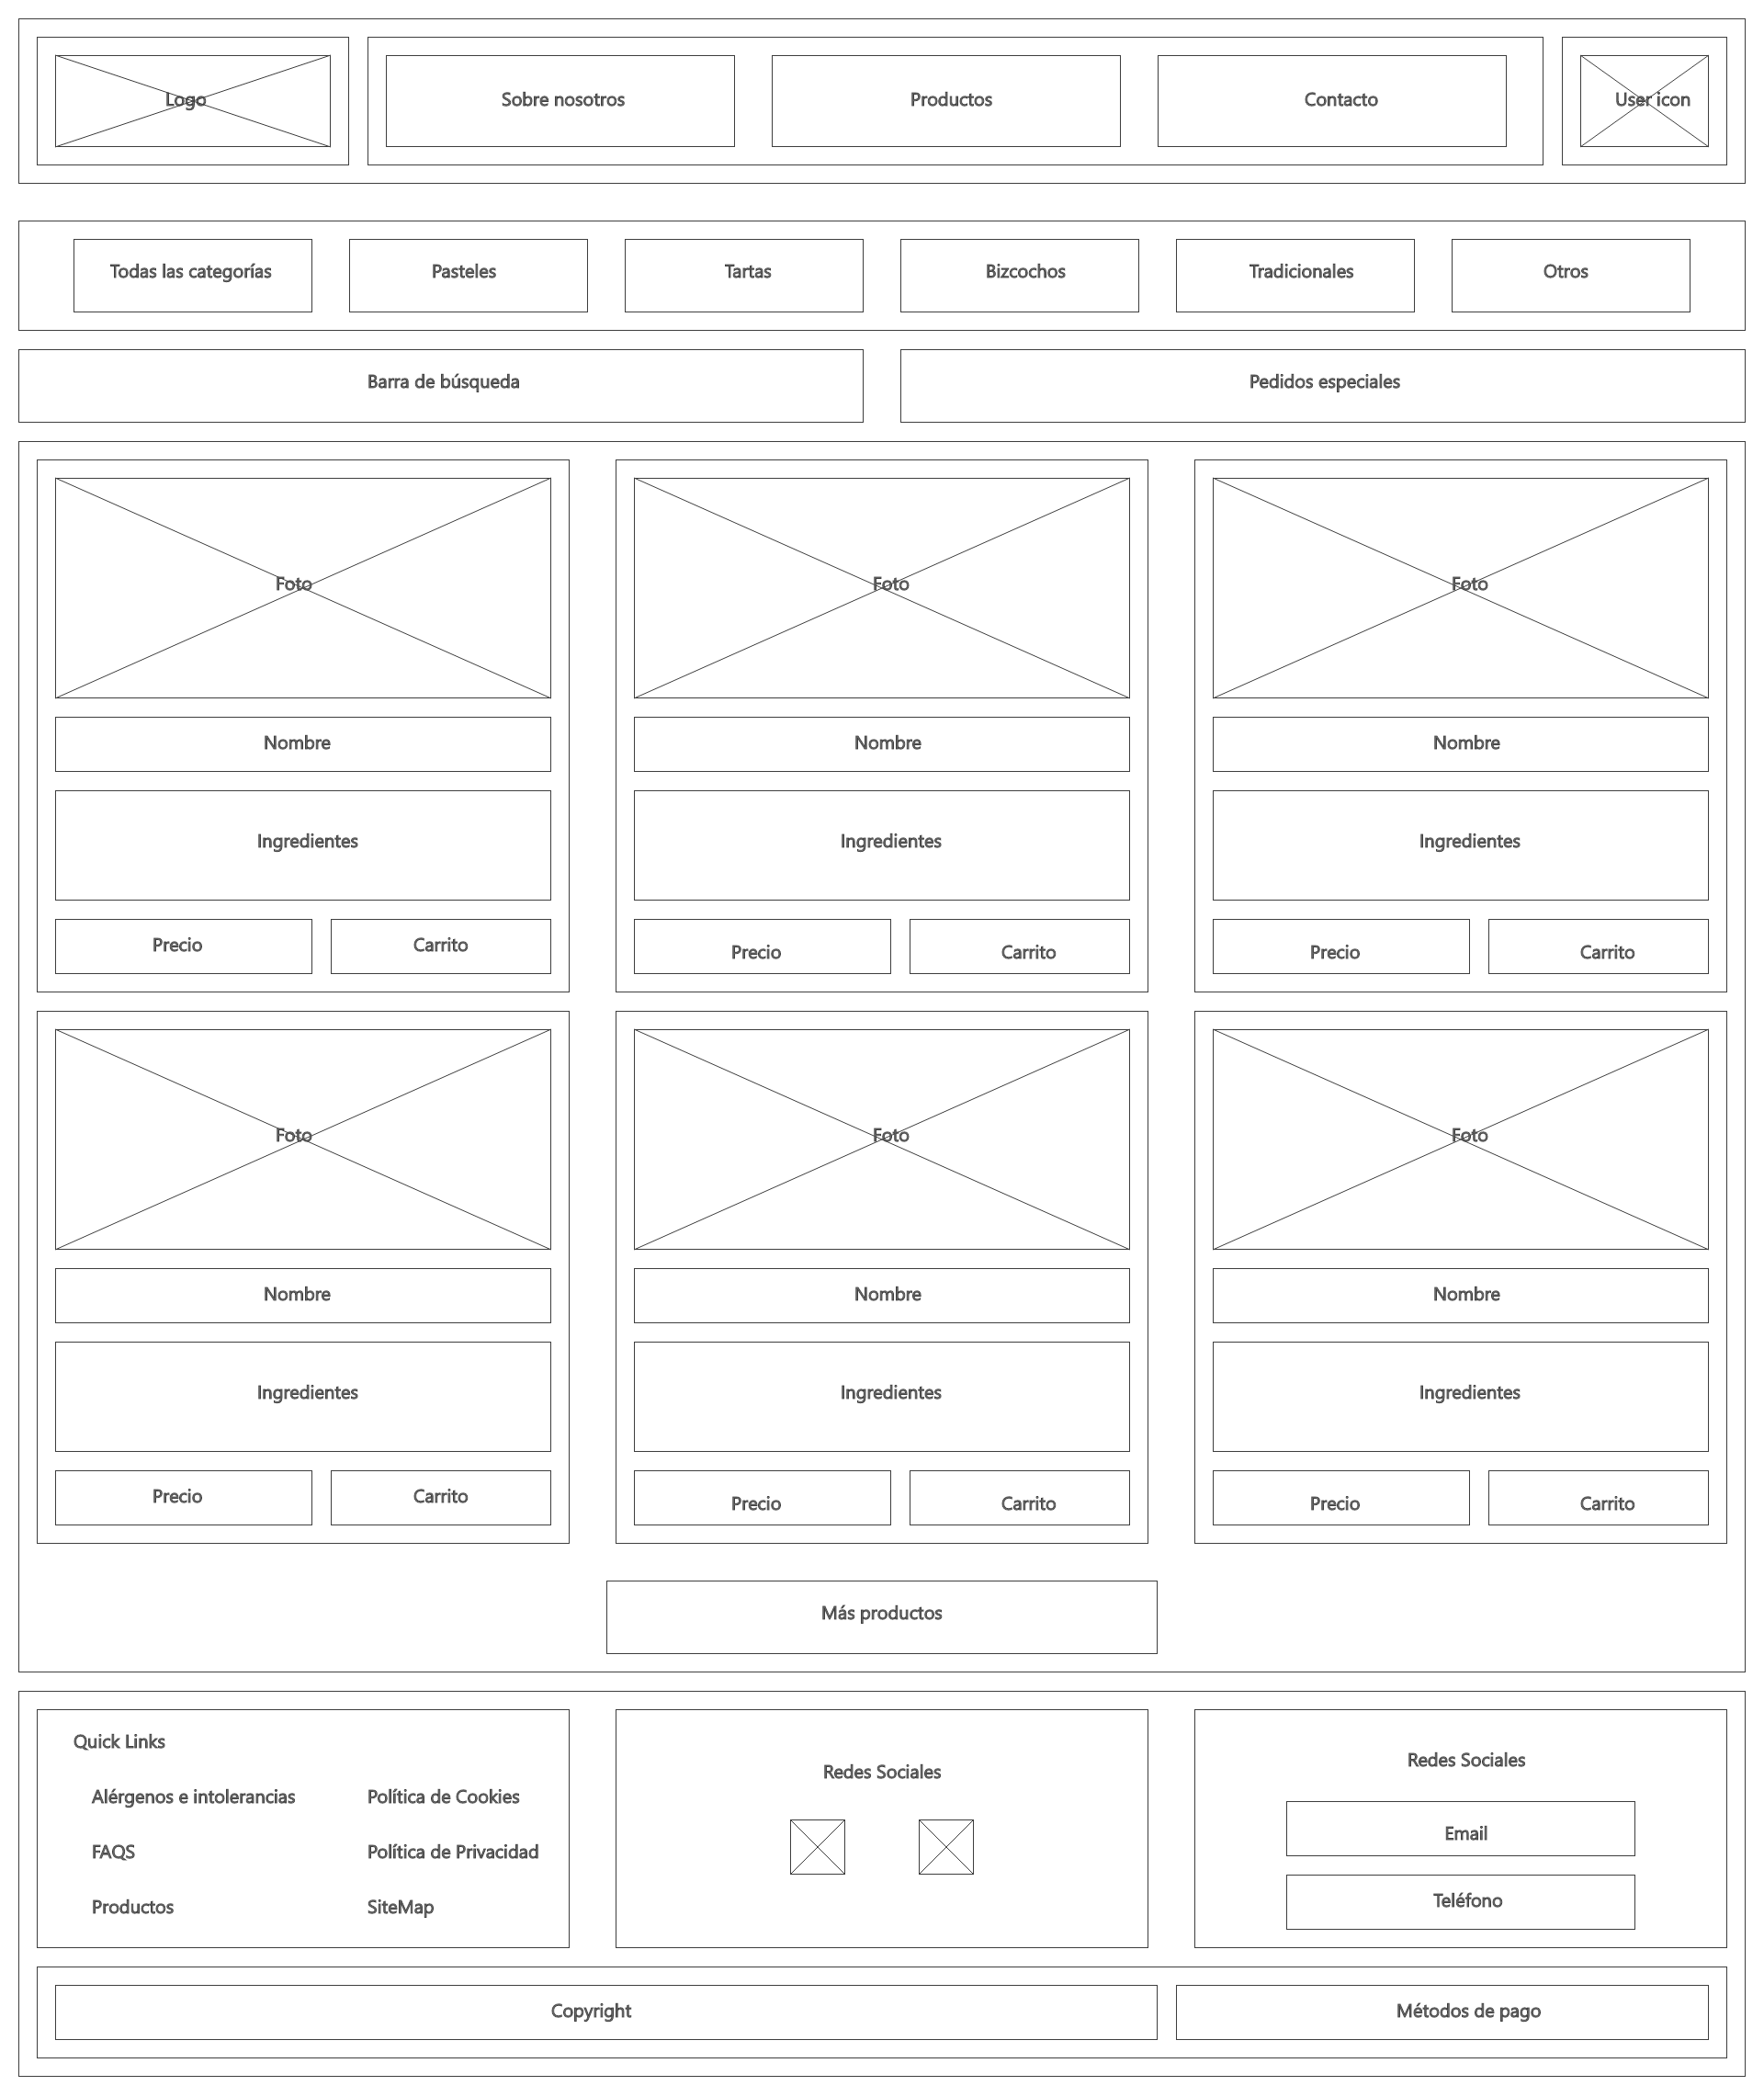 Logo
Sobre nosotros
Productos
Contacto
User icon
Todas las categorías
Pasteles
Tartas
Bizcochos
Tradicionales
Otros
Barra de búsqueda
Pedidos especiales
Foto
Foto
Foto
Nombre
Nombre
Nombre
Ingredientes
Ingredientes
Ingredientes
Precio
Carrito
Precio
Carrito
Precio
Carrito
Foto
Foto
Foto
Nombre
Nombre
Nombre
Ingredientes
Ingredientes
Ingredientes
Precio
Carrito
Precio
Carrito
Precio
Carrito
Más productos
Quick Links
Alérgenos e intolerancias
Política de Cookies
FAQS
Política de Privacidad
Productos
SiteMap
Redes Sociales
Redes Sociales
Email
Teléfono
Copyright
Métodos de pago